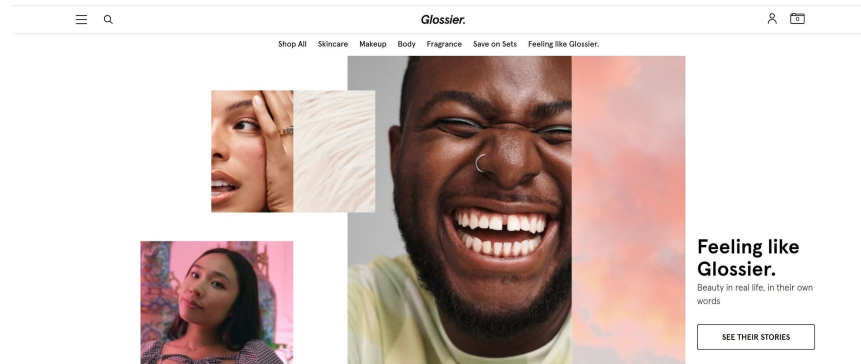 Glossier.
0
Shop All Skincare Makeup Body Fragrance Save on Sets Feeling like Glossier.
Feeling like
Glossier.
Beauty in real life, in their own
words
SEE THEIR STORIES